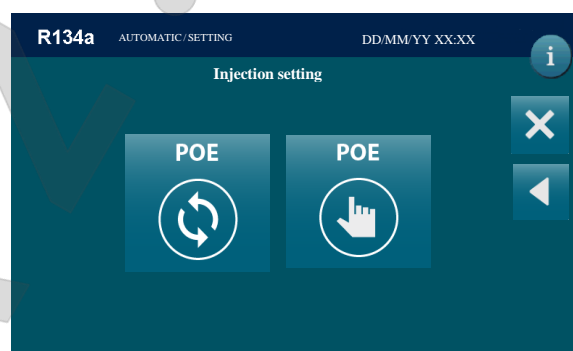 R134a AUTOMATIC/SETTING DD/MM/YY XX:XX
i
Injection setting
POE POE